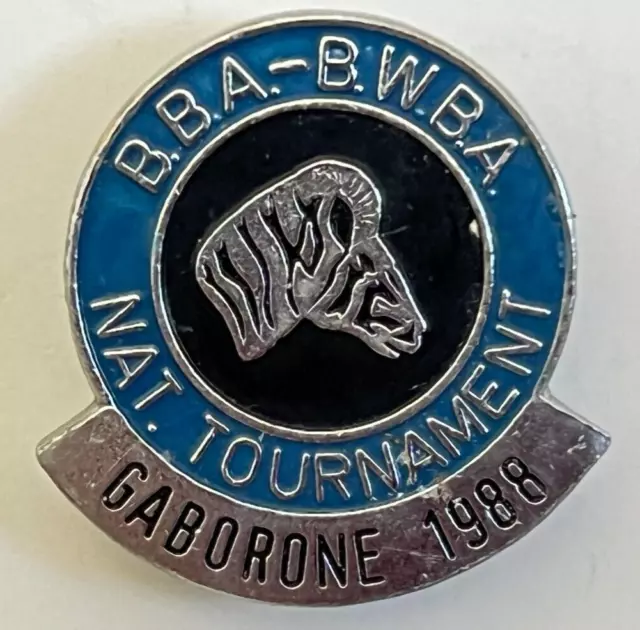 B.B.A.-B.W.B.A.
NAT. TOURNAMENT
GABORONE 1988